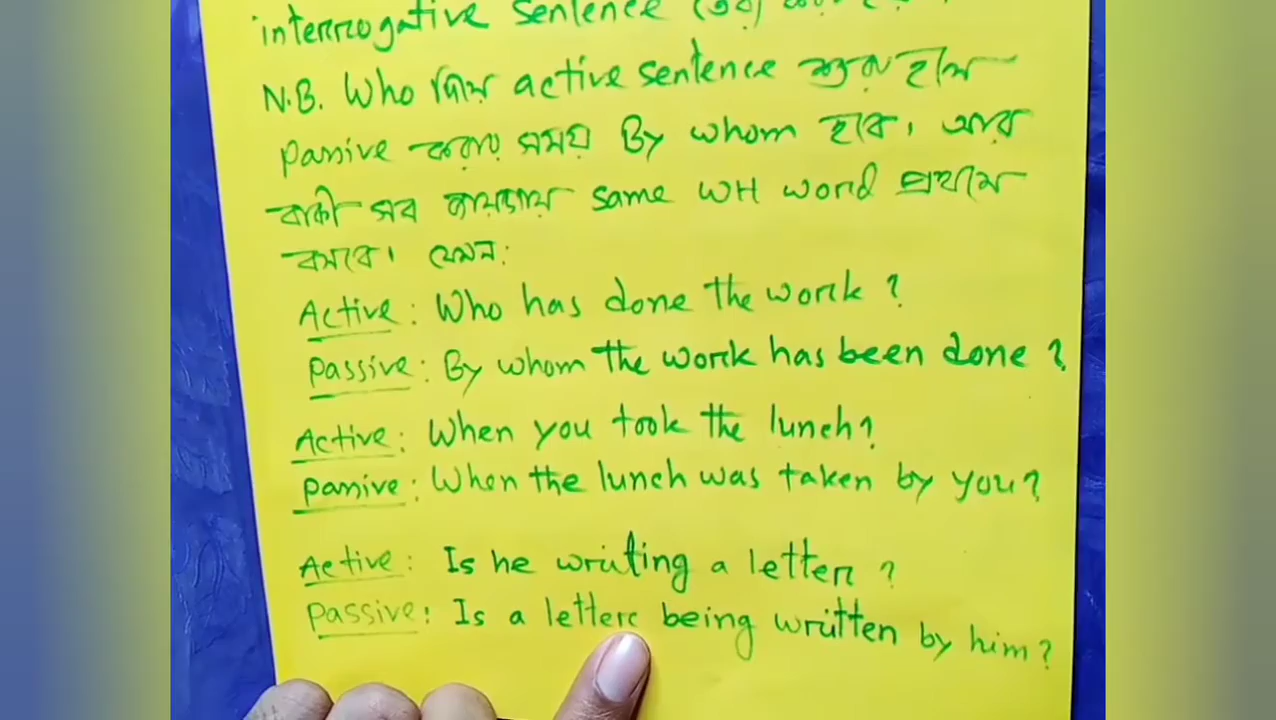 interrogative sentence (এর)
N.B. Who দিয়ে active sentence শুরু হলে
passive করার সময় By whom হবে। আর
বাকী সব জায়গায় same WH word প্রথমে
বসবে। যেমন:
Active: Who has done the work?
Passive: By whom the work has been done?
Active: When you took the lunch?
passive: When the lunch was taken by you?
Active: Is he writing a letter?
Passive: Is a letter being written by him?